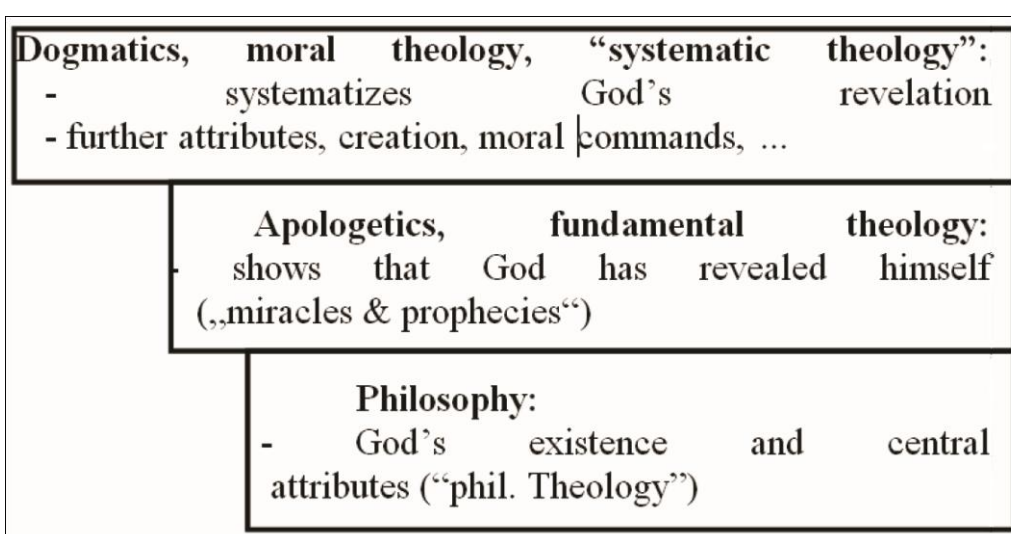 Dogmatics, moral theology, “systematic theology”:
- systematizes God’s revelation
- further attributes, creation, moral commands, ...
Apologetics, fundamental theology:
- shows that God has revealed himself
(„miracles & prophecies“)
Philosophy:
- God’s existence and central
attributes (“phil. Theology”)